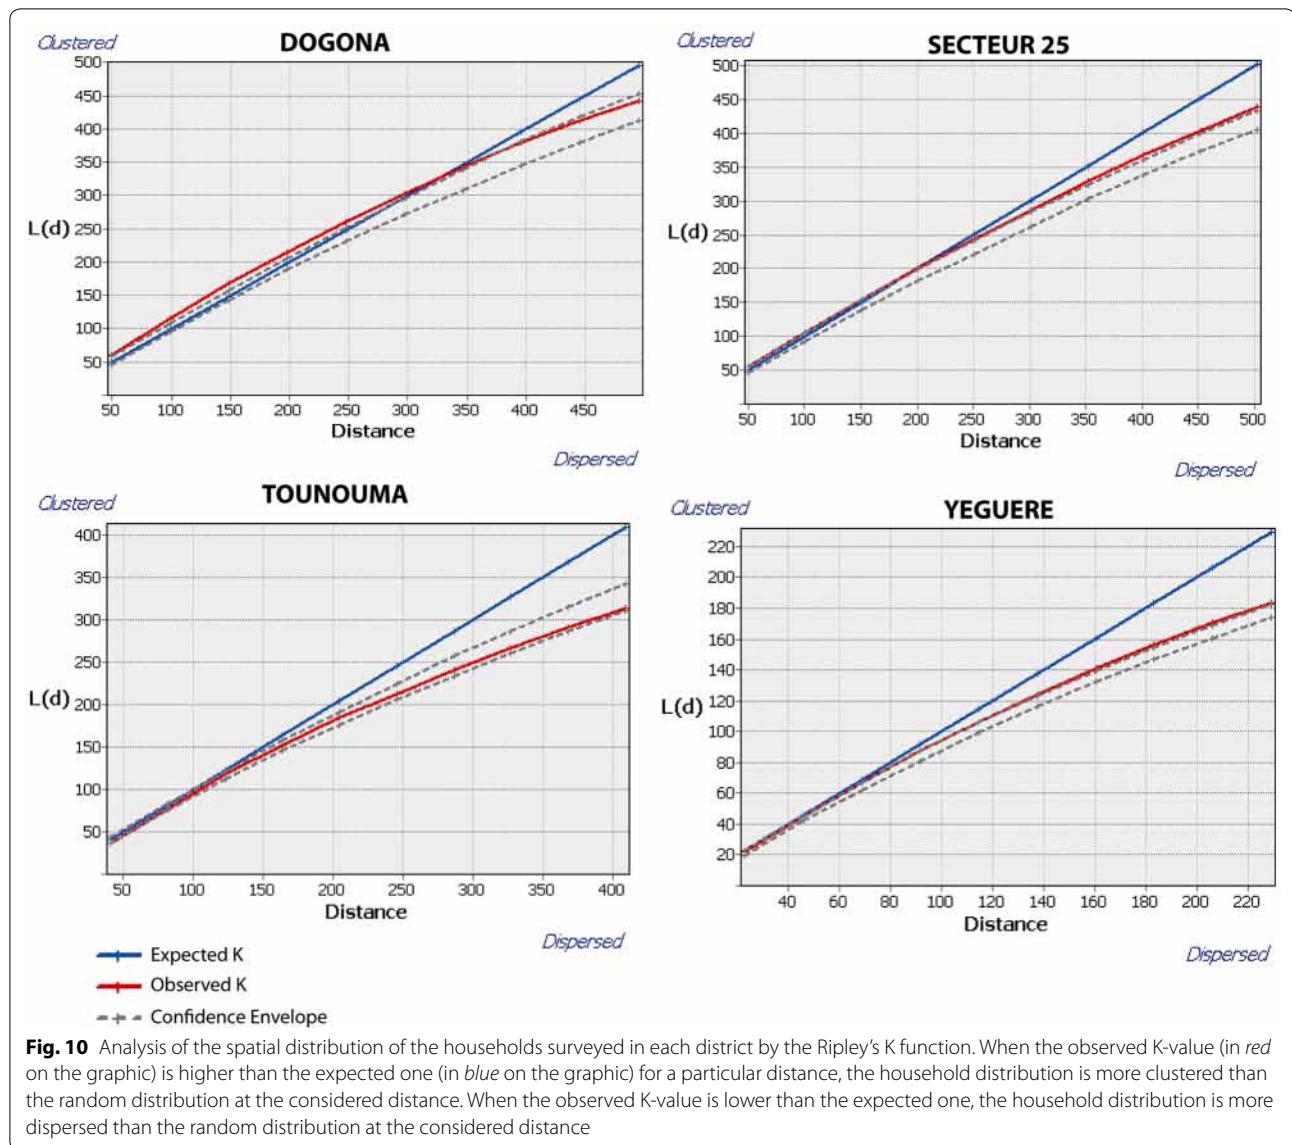 Clustered
DOGONA
500
450
400
350
300
L(d) 250
200
150
100
50
50 100 150 200 250 300 350 400 450
Distance
Dispersed
Clustered
SECTEUR 25
500
450
400
350
300
L(d) 250
200
150
100
50
50 100 150 200 250 300 350 400 450 500
Distance
Dispersed
Clustered
TOUNOUMA
400
350
300
250
L(d) 200
150
100
50
50 100 150 200 250 300 350 400
Distance
Dispersed
Clustered
YEGUERE
220
200
180
160
140
L(d) 120
100
80
60
40
20
40 60 80 100 120 140 160 180 200 220
Distance
Dispersed
Expected K
Observed K
Confidence Envelope
Fig. 10 Analysis of the spatial distribution of the households surveyed in each district by the Ripley's K function. When the observed K-value (in red
on the graphic) is higher than the expected one (in blue on the graphic) for a particular distance, the household distribution is more clustered than
the random distribution at the considered distance. When the observed K-value is lower than the expected one, the household distribution is more
dispersed than the random distribution at the considered distance